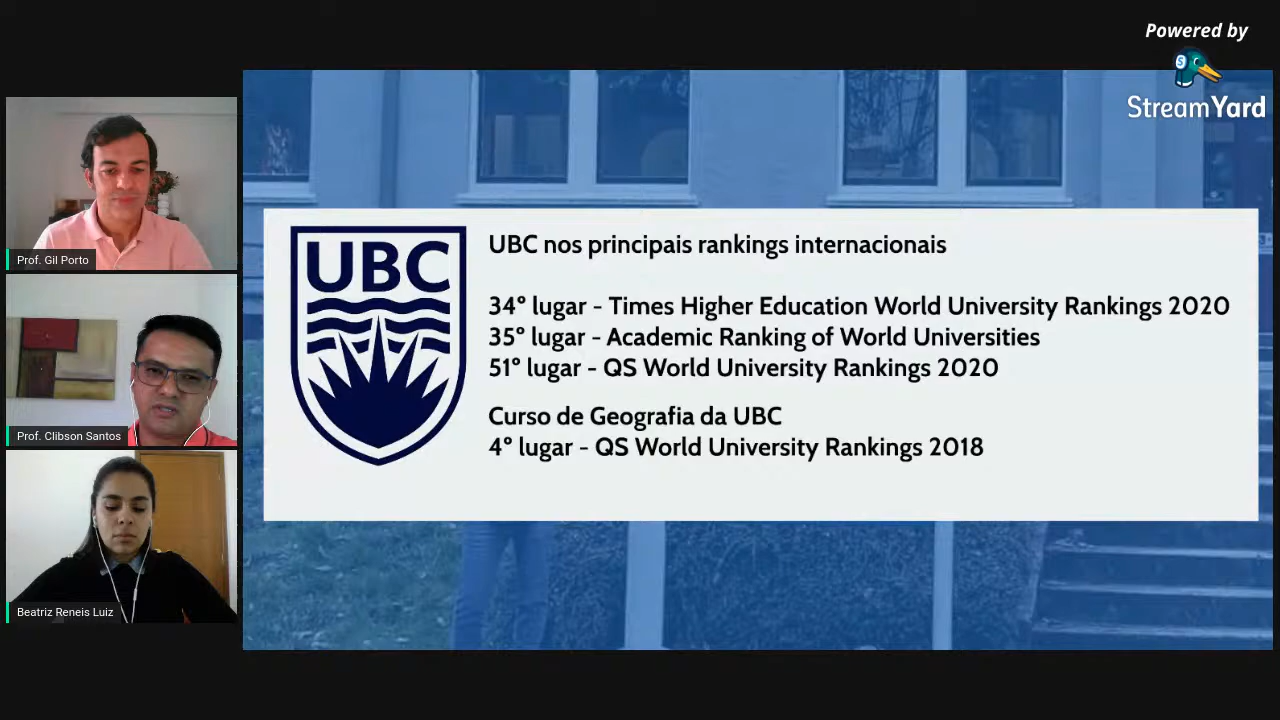 Powered by
StreamYard
Prof. Gil Porto
Prof. Clibson Santos
Beatriz Reneis Luiz
UBC
UBC nos principais rankings internacionais
34º lugar - Times Higher Education World University Rankings 2020
35º lugar - Academic Ranking of World Universities
51º lugar - QS World University Rankings 2020
Curso de Geografia da UBC
4º lugar - QS World University Rankings 2018